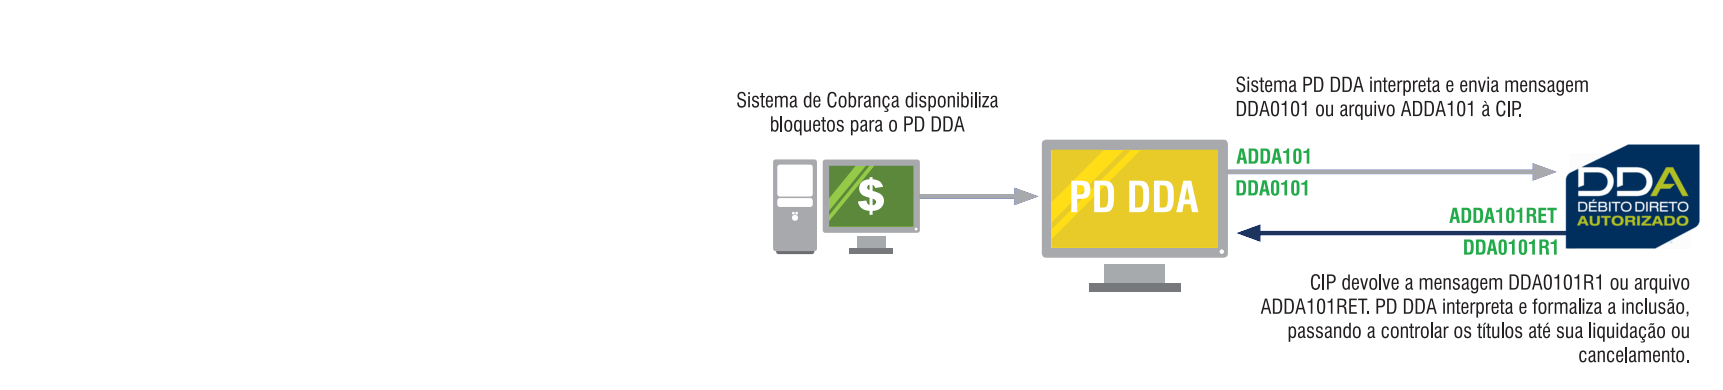 Sistema de Cobrança disponibiliza
bloquetos para o PD DDA
$
PD DDA
Sistema PD DDA interpreta e envia mensagem
DDA0101 ou arquivo ADDA101 à CIP.
ADDA101
DDA0101
DDA
DÉBITO DIRETO
AUTORIZADO
ADDA101RET
DDA0101R1
CIP devolve a mensagem DDA0101R1 ou arquivo
ADDA101RET. PD DDA interpreta e formaliza a inclusão,
passando a controlar os títulos até sua liquidação ou
cancelamento.